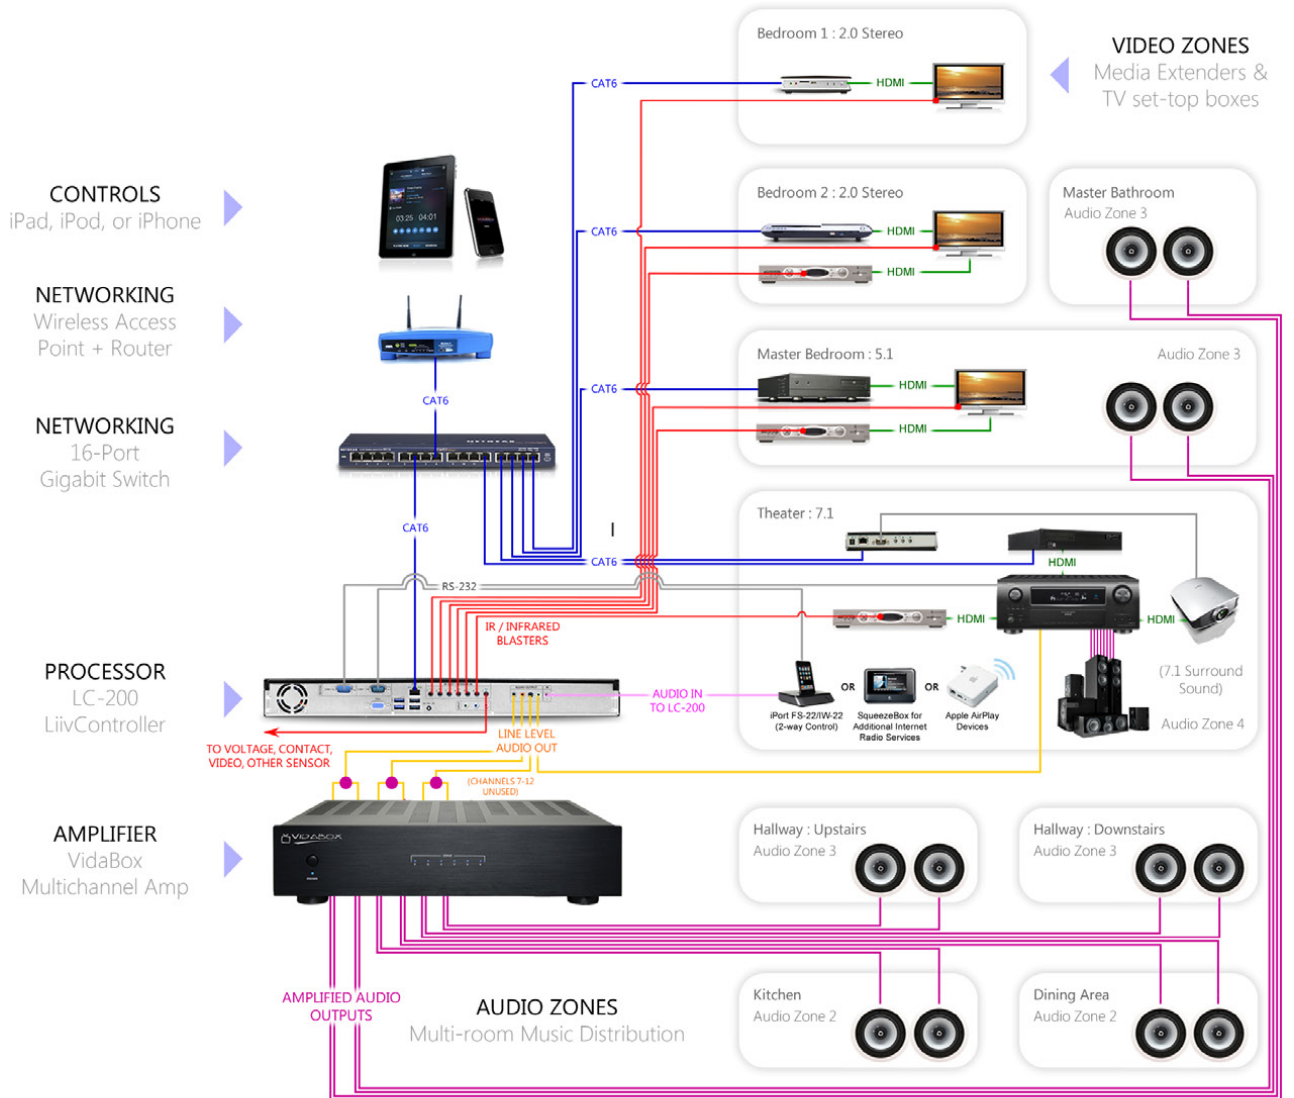 Bedroom 1 : 2.0 Stereo
VIDEO ZONES
Media Extenders &
TV set-top boxes
CAT6
HDMI
CONTROLS
iPad, iPod, or iPhone
03:25 04:01
Bedroom 2 : 2.0 Stereo
CAT6
HDMI
HDMI
Master Bathroom
Audio Zone 3
NETWORKING
Wireless Access
Point + Router
CAT6
Master Bedroom : 5.1
Audio Zone 3
CAT6
HDMI
HDMI
NETWORKING
16-Port
Gigabit Switch
NETGEAR
CAT6
Theater : 7.1
CAT6
HDMI
RS-232
IR / INFRARED
BLASTERS
HDMI
HDMI
PROCESSOR
LC-200
LiivController
AUDIO IN
TO LC-200
OR
OR
iPort FS-22/IW-22
(2-way Control)
SqueezeBox for
Additional Internet
Radio Services
Apple AirPlay
Devices
(7.1 Surround
Sound)
Audio Zone 4
TO VOLTAGE, CONTACT,
VIDEO, OTHER SENSOR
LINE LEVEL
AUDIO OUT
(CHANNELS 7-12
UNUSED)
AMPLIFIER
VidaBox
Multichannel Amp
VIDABOX
Hallway : Upstairs
Audio Zone 3
Hallway : Downstairs
Audio Zone 3
AMPLIFIED AUDIO
OUTPUTS
AUDIO ZONES
Multi-room Music Distribution
Kitchen
Audio Zone 2
Dining Area
Audio Zone 2